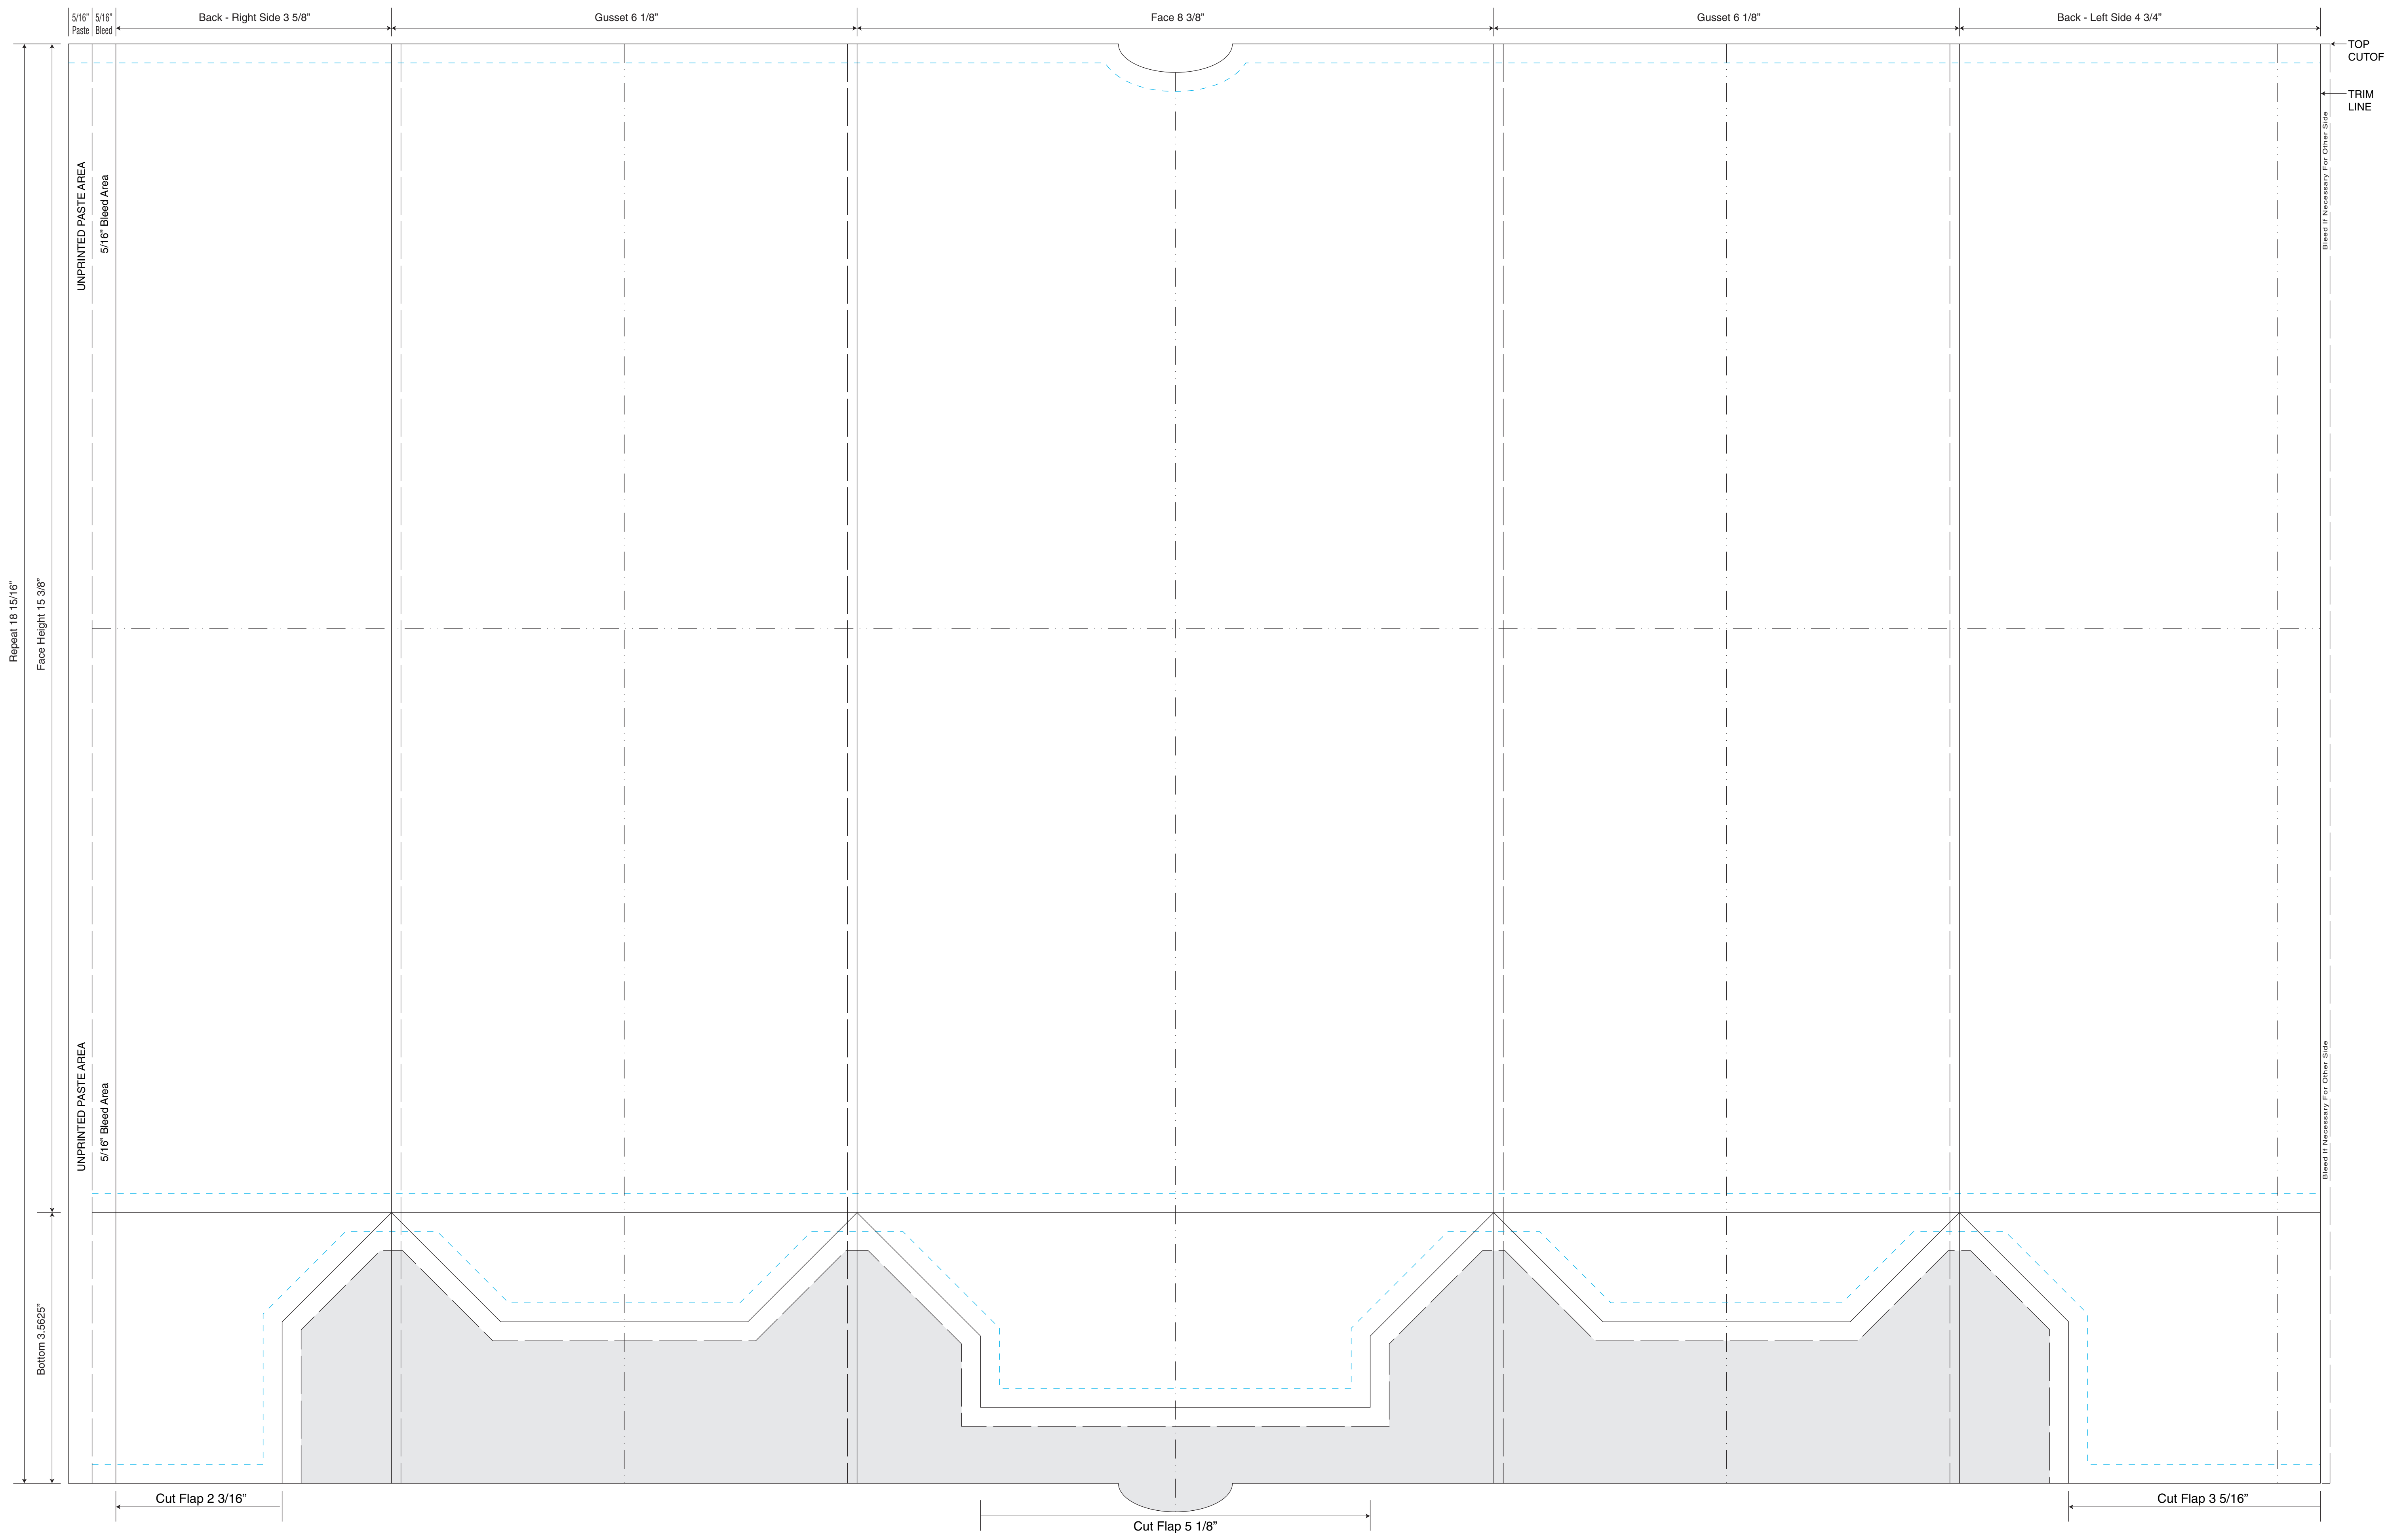 5/16” 5/16” Back - Right Side 3 5/8” Gusset 6 1/8” Face 8 3/8” Gusset 6 1/8” Back - Left Side 4 3/4”
Paste Bleed
TOP
CUTOF
TRIM
LINE
UNPRINTED PASTE AREA
5/16” Bleed Area
Bleed If Necessary For Other Side
Repeat 18 15/16”
Face Height 15 3/8”
UNPRINTED PASTE AREA
5/16” Bleed Area
Bleed If Necessary For Other Side
Bottom 3.5625”
Cut Flap 2 3/16”
Cut Flap 5 1/8”
Cut Flap 3 5/16”